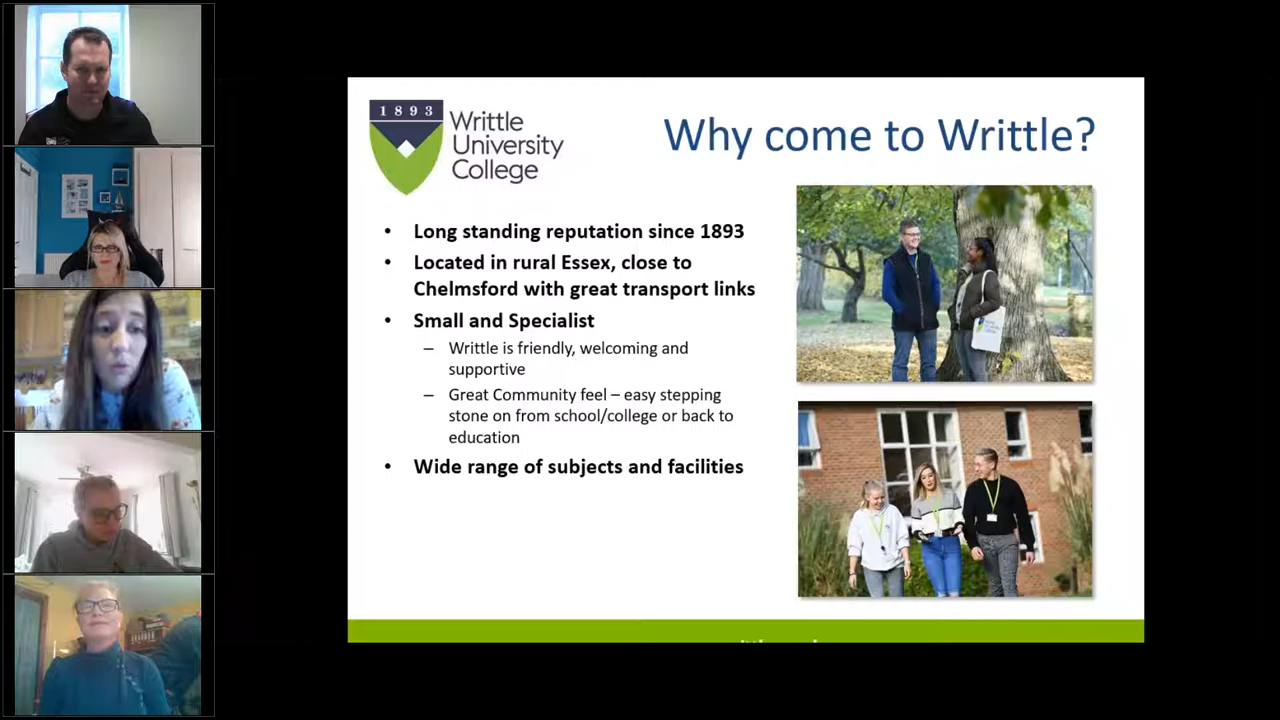 1893
Writtle
University
College
Why come to Writtle?
• Long standing reputation since 1893
• Located in rural Essex, close to
Chelmsford with great transport links
• Small and Specialist
– Writtle is friendly, welcoming and
supportive
– Great Community feel – easy stepping
stone on from school/college or back to
education
• Wide range of subjects and facilities